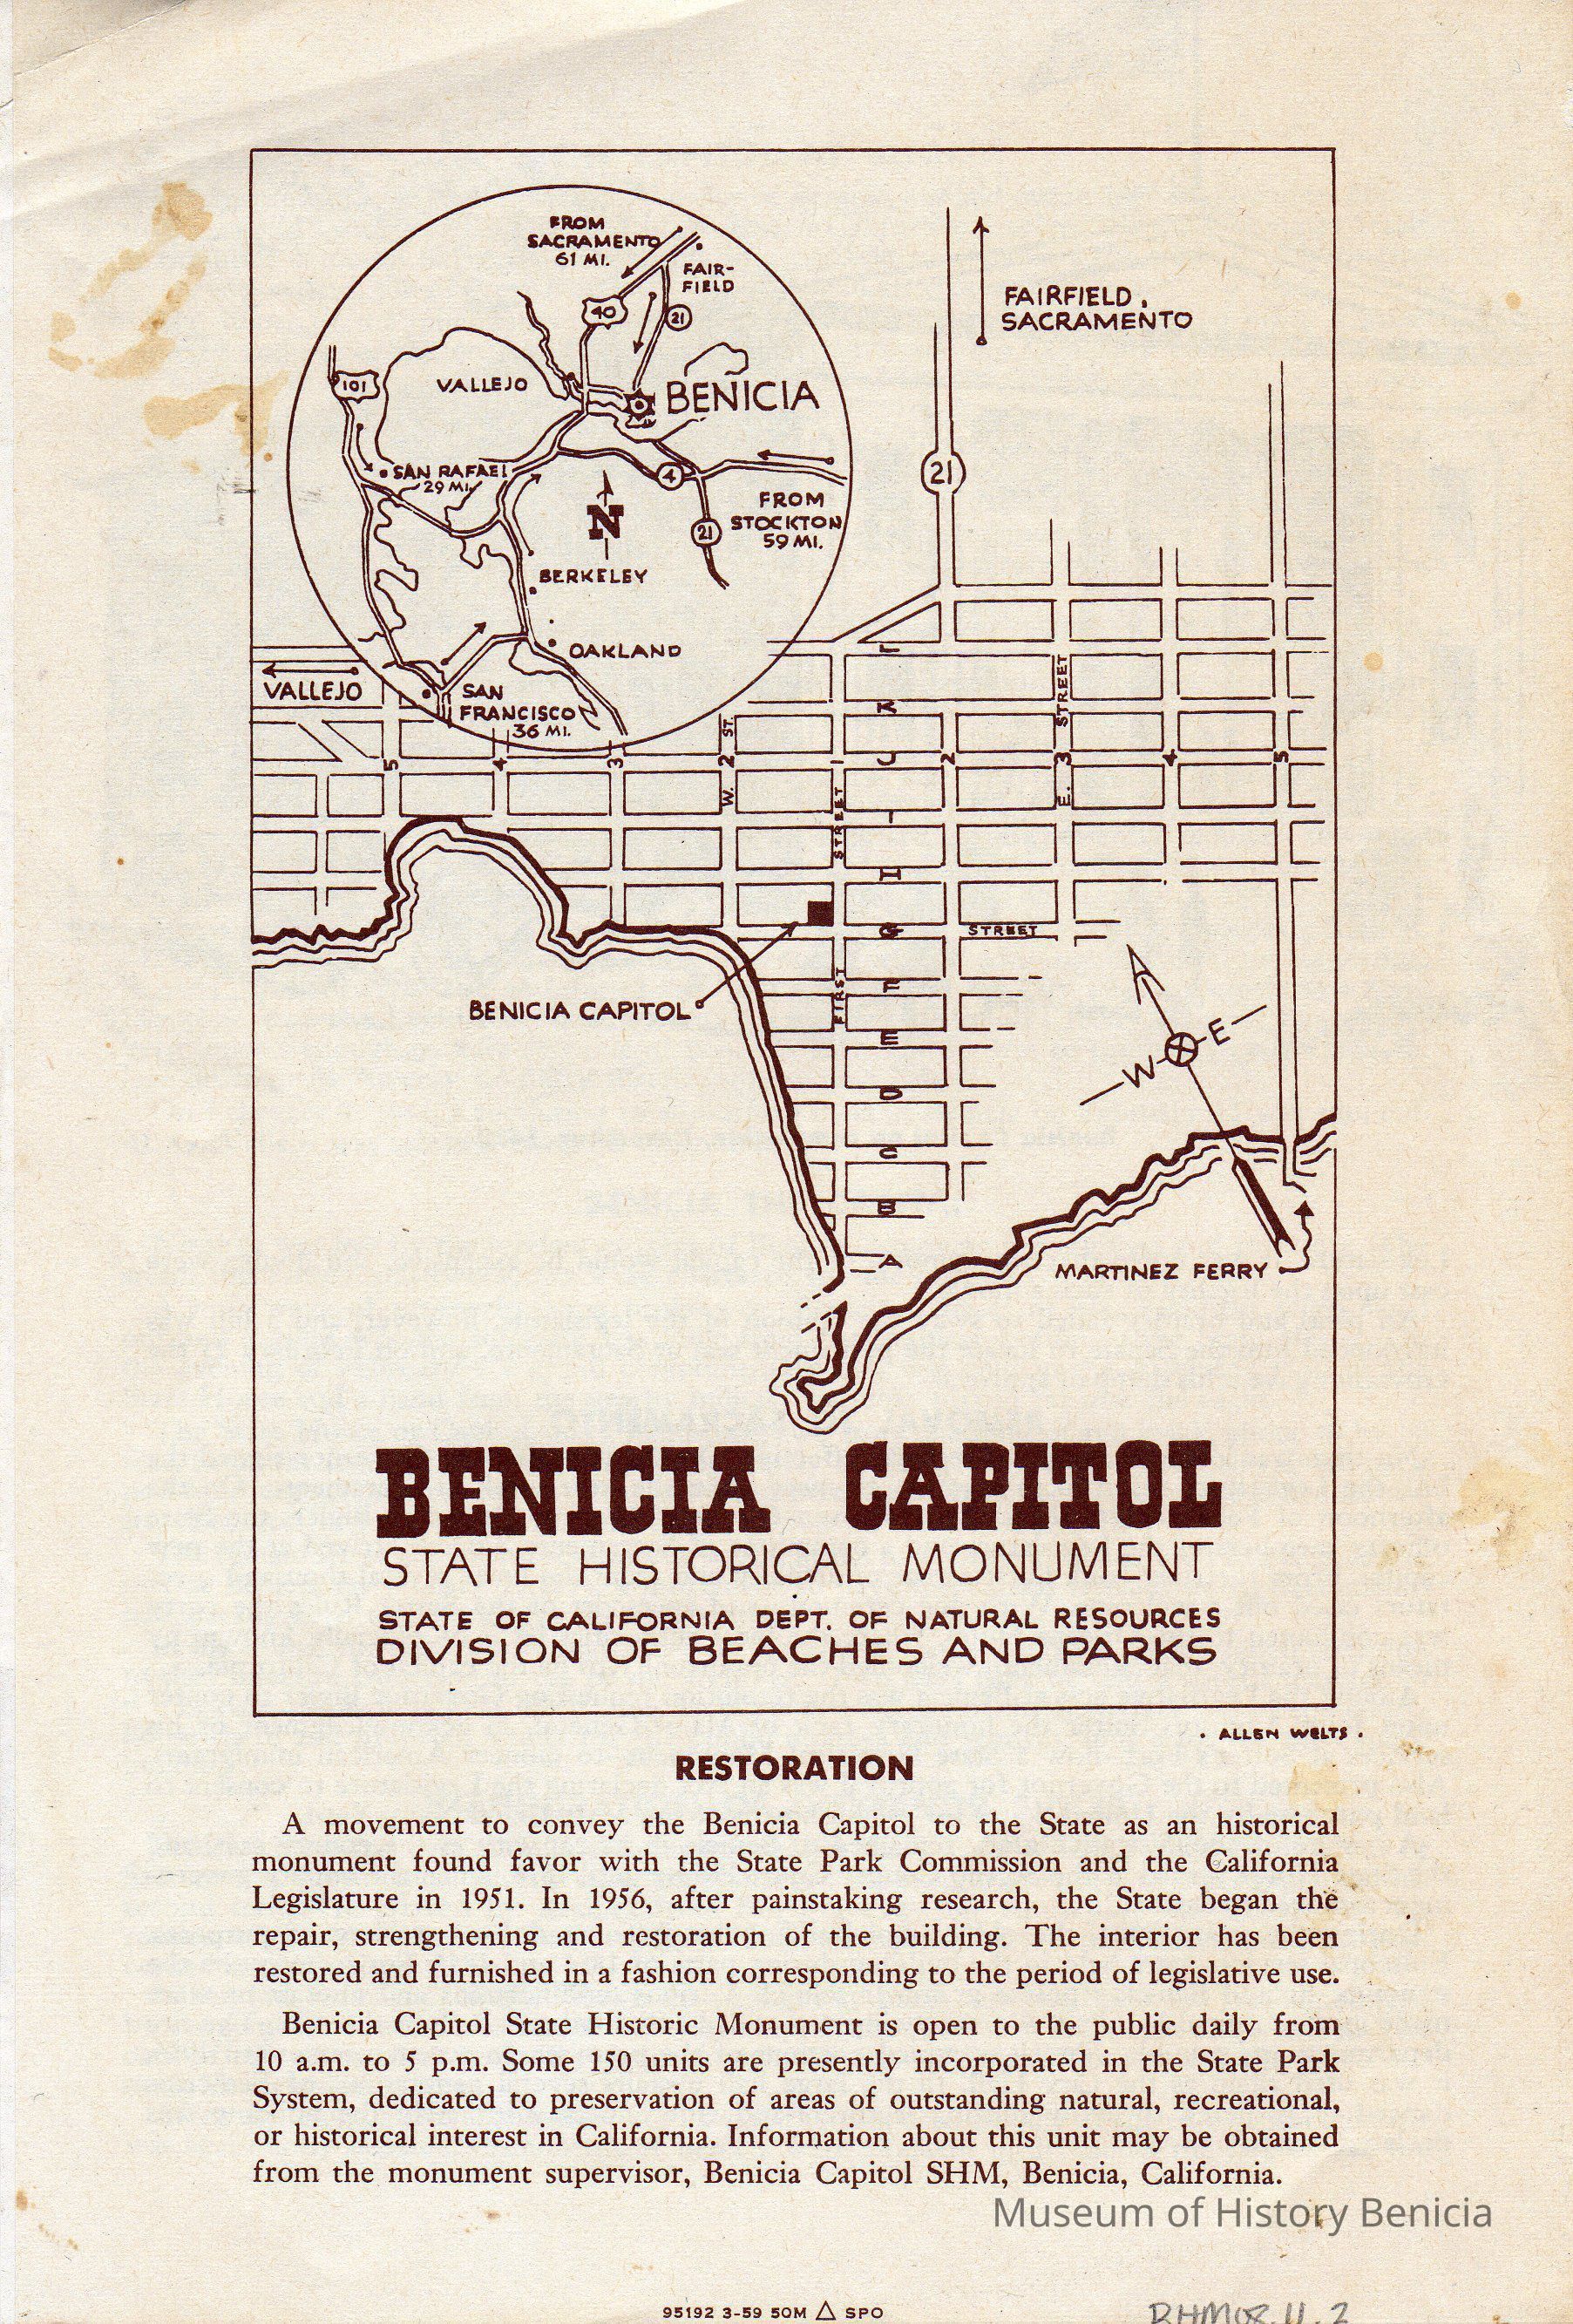 FROM
SACRAMENTO
61 MI.
FAIR-
FIELD
40
21
101
VALLEJO
BENICIA
SAN RAFAEL
29 MI.
4
N
FROM
STOCKTON
59 MI.
21
BERKELEY
OAKLAND
SAN
FRANCISCO
36 MI.
FAIRFIELD,
SACRAMENTO
21
VALLEJO
L
K
5
4
3
W. 2 ST.
1
J
2
E. 3 STREET
4
5
I
H
G STREET
FIRST STREET
F
E
D
C
B
A
BENICIA CAPITOL
W E
MARTINEZ FERRY
BENICIA CAPITOL
STATE HISTORICAL MONUMENT
STATE OF CALIFORNIA DEPT. OF NATURAL RESOURCES
DIVISION OF BEACHES AND PARKS
· ALLEN WELTS ·
RESTORATION
A movement to convey the Benicia Capitol to the State as an historical
monument found favor with the State Park Commission and the California
Legislature in 1951. In 1956, after painstaking research, the State began the
repair, strengthening and restoration of the building. The interior has been
restored and furnished in a fashion corresponding to the period of legislative use.
Benicia Capitol State Historic Monument is open to the public daily from
10 a.m. to 5 p.m. Some 150 units are presently incorporated in the State Park
System, dedicated to preservation of areas of outstanding natural, recreational,
or historical interest in California. Information about this unit may be obtained
from the monument supervisor, Benicia Capitol SHM, Benicia, California.
Museum of History Benicia
95192 3-59 50M △ SPO